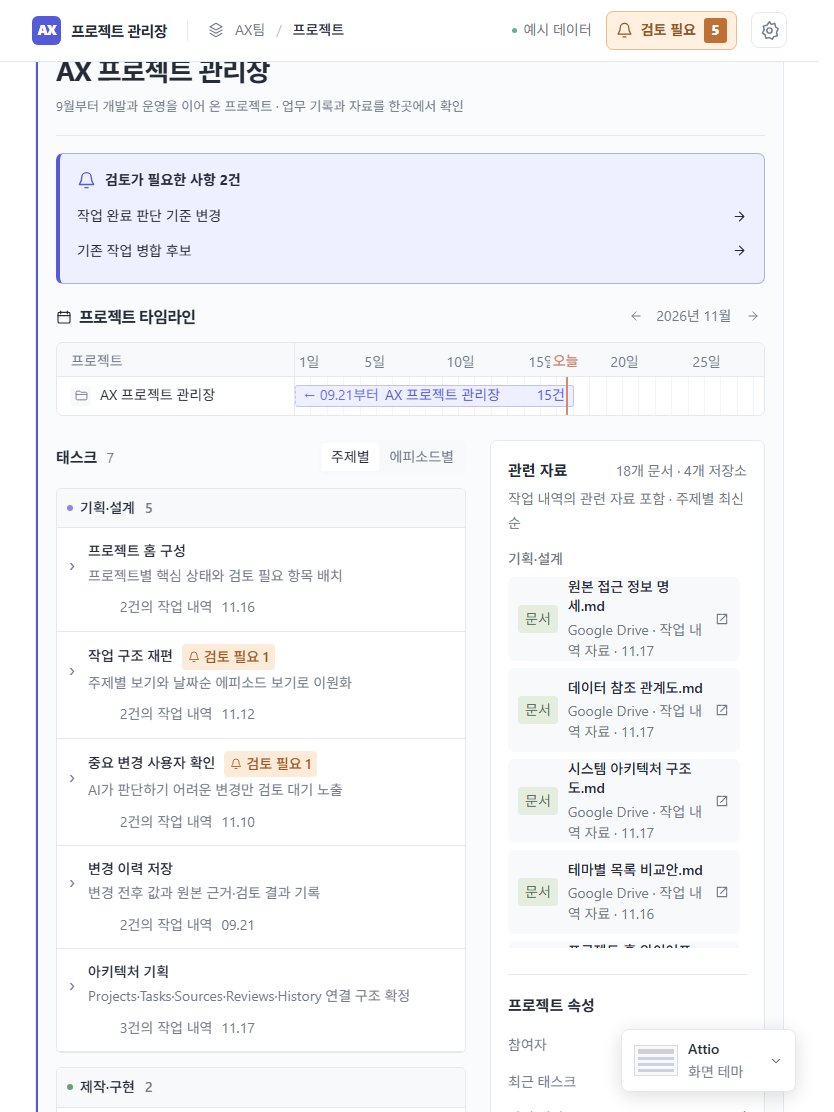 AX 프로젝트 관리장
AX팀 / 프로젝트
예시 데이터
검토 필요 5
AX 프로젝트 관리장
9월부터 개발과 운영을 이어 온 프로젝트 · 업무 기록과 자료를 한곳에서 확인
검토가 필요한 사항 2건
작업 완료 판단 기준 변경
기존 작업 병합 후보
프로젝트 타임라인
2026년 11월
프로젝트 1일 5일 10일 15일 오늘 20일 25일
AX 프로젝트 관리장
← 09.21부터 AX 프로젝트 관리장 15건
태스크 7
주제별 에피소드별
기획·설계 5
프로젝트 홈 구성
프로젝트별 핵심 상태와 검토 필요 항목 배치
2건의 작업 내역 11.16
작업 구조 재편 검토 필요 1
주제별 보기와 날짜순 에피소드 보기로 이원화
2건의 작업 내역 11.12
중요 변경 사용자 확인 검토 필요 1
AI가 판단하기 어려운 변경만 검토 대기 노출
2건의 작업 내역 11.10
변경 이력 저장
변경 전후 값과 원본 근거·검토 결과 기록
2건의 작업 내역 09.21
아키텍처 기획
Projects·Tasks·Sources·Reviews·History 연결 구조 확정
3건의 작업 내역 11.17
제작·구현 2
관련 자료 18개 문서 · 4개 저장소
작업 내역의 관련 자료 포함 · 주제별 최신
순
기획·설계
문서
원본 접근 정보 명
세.md
Google Drive · 작업 내
역 자료 · 11.17
문서
데이터 참조 관계도.md
Google Drive · 작업 내
역 자료 · 11.17
문서
시스템 아키텍처 구조
도.md
Google Drive · 작업 내
역 자료 · 11.17
문서
테마별 목록 비교안.md
Google Drive · 작업 내
역 자료 · 11.16
프로젝트 속성
참여자
최근 태스크
Attio
화면 테마